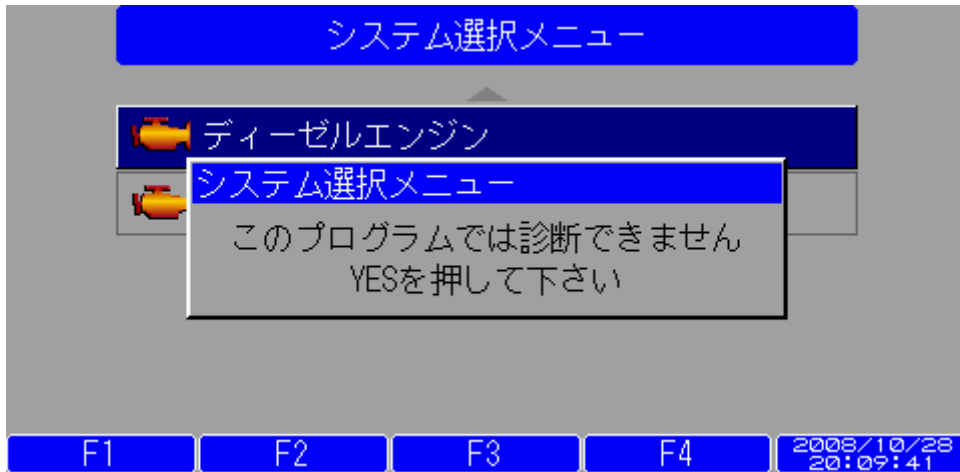 システム選択メニュー
ディーゼルエンジン
システム選択メニュー
このプログラムでは診断できません
YESを押して下さい
F1
F2
F3
F4
2008/10/28
20:09:41